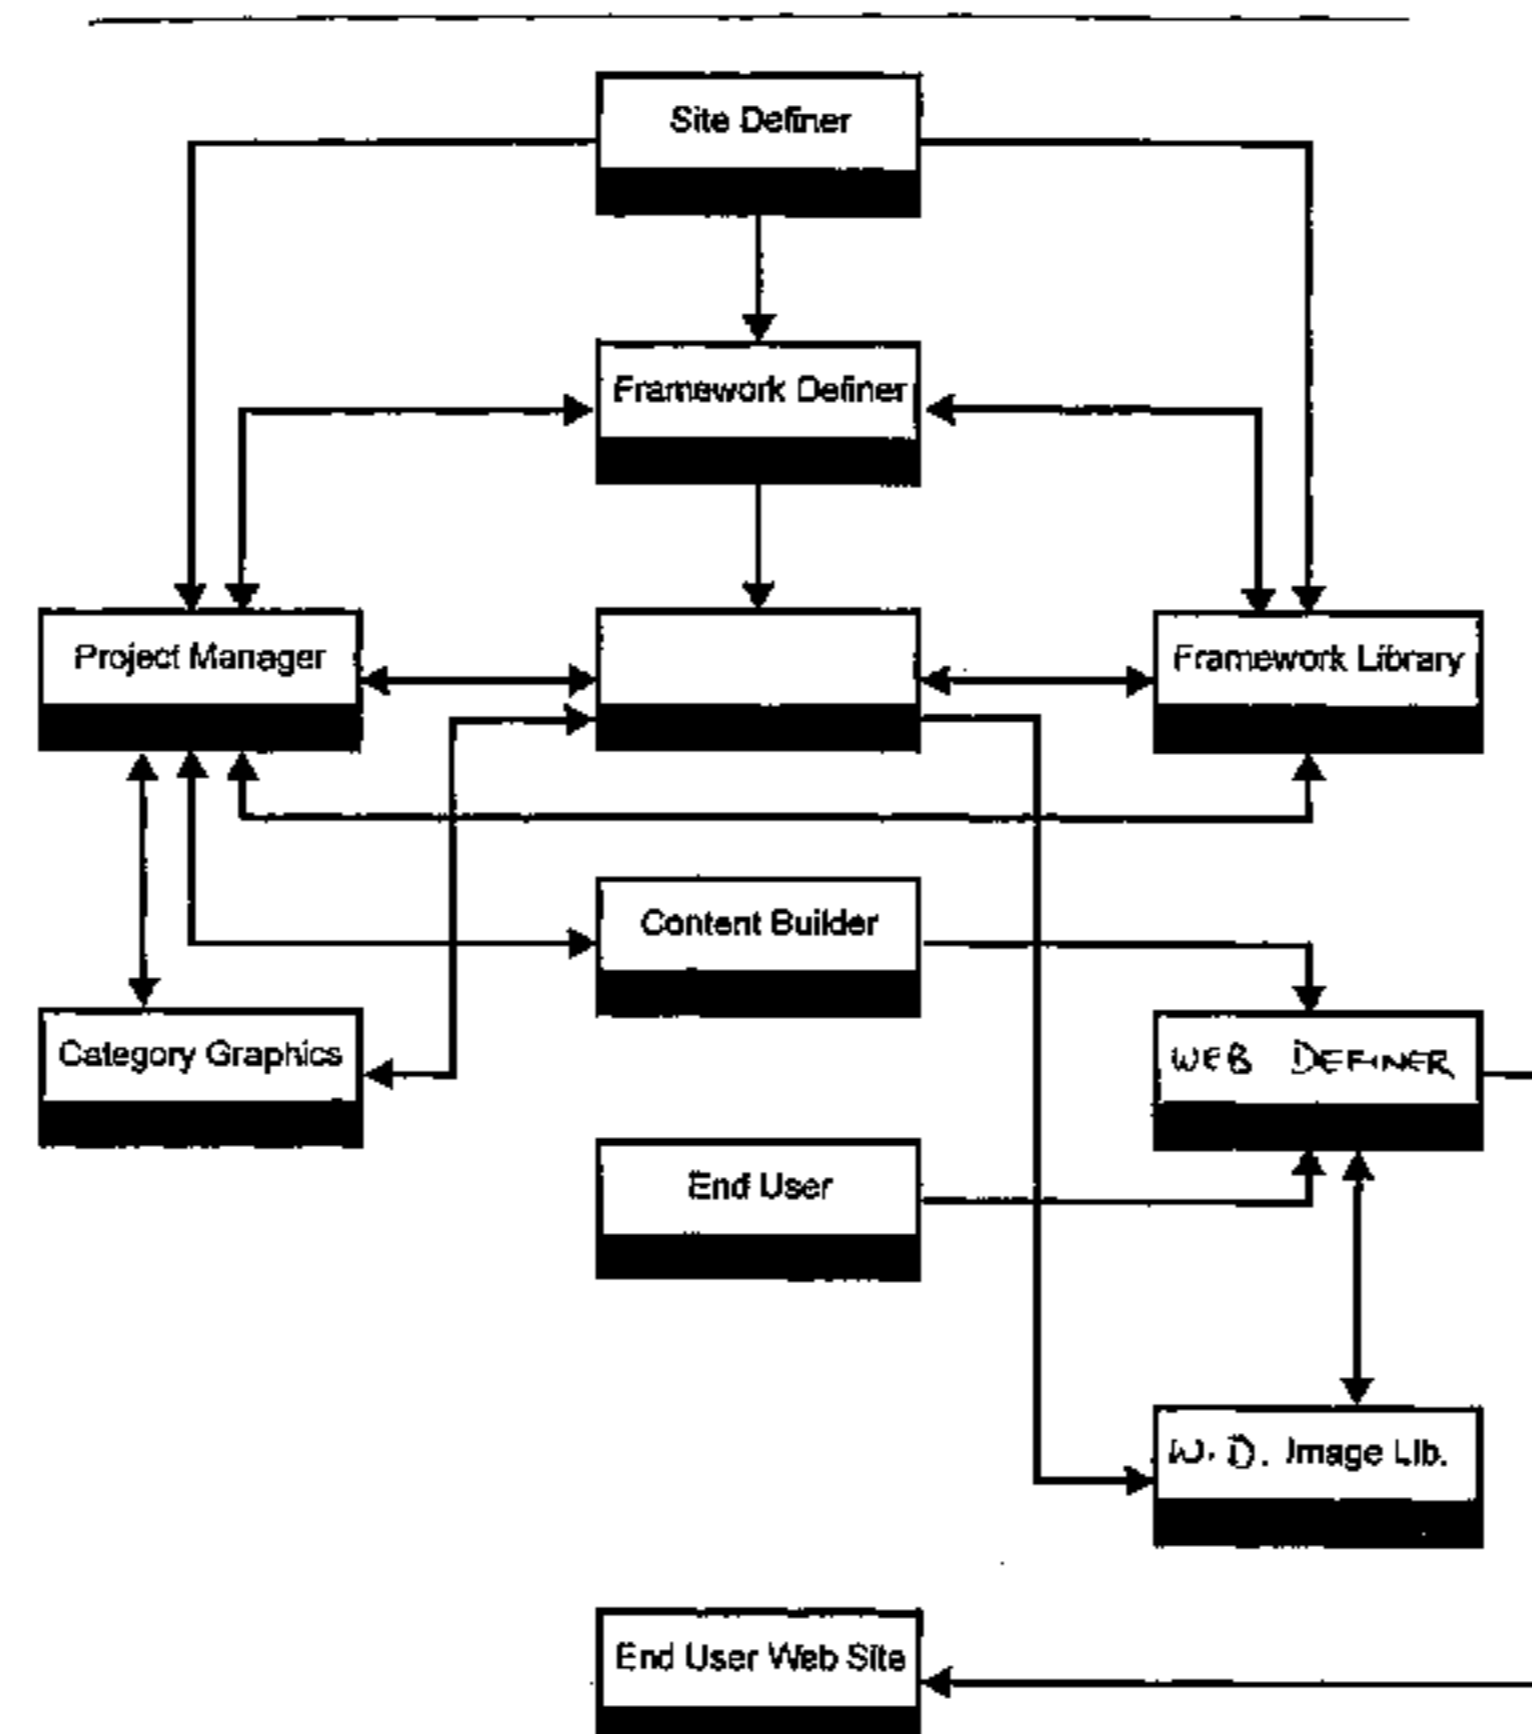 Site Definer
Framework Definer
Project Manager
Framework Library
Content Builder
Category Graphics
WEB DEFINER
End User
W.D. Image Lib.
End User Web Site